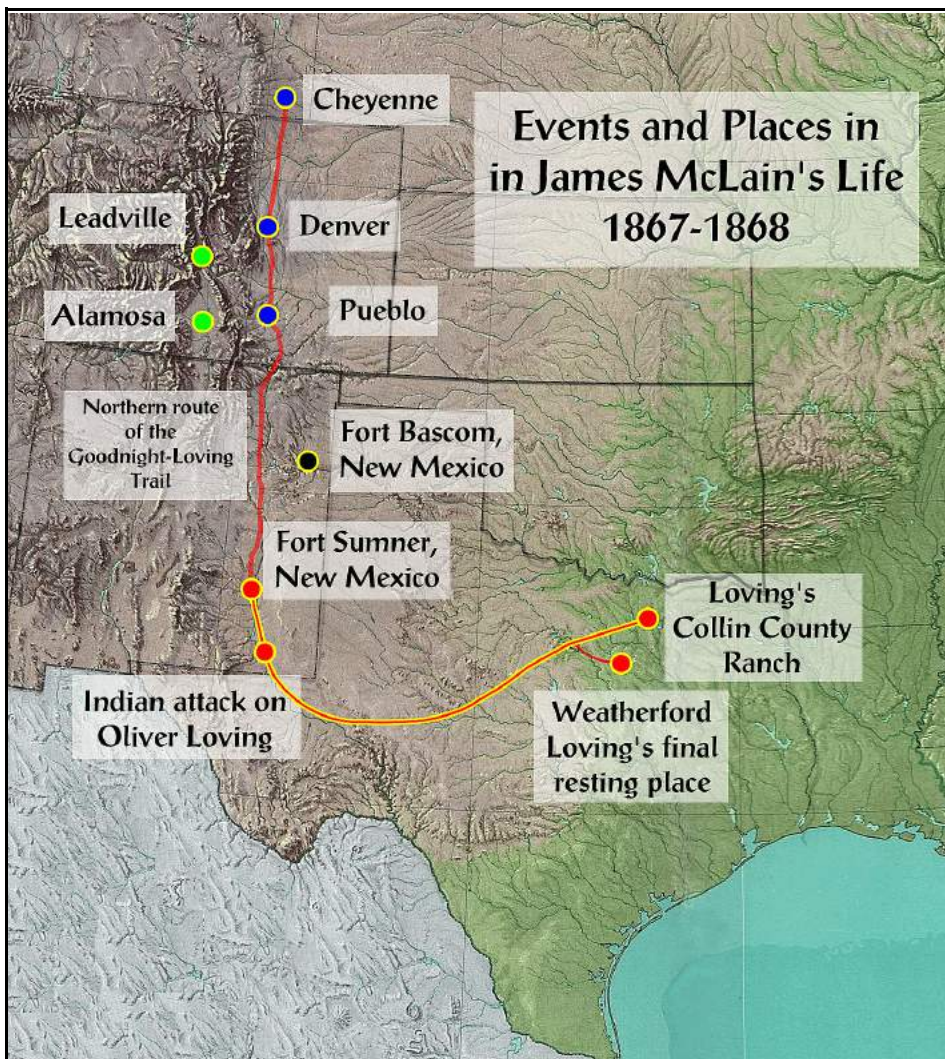 Cheyenne
Events and Places in
in James McLain's Life
1867-1868
Leadville
Denver
Alamosa
Pueblo
Northern route
of the
Goodnight-Loving
Trail
Fort Bascom,
New Mexico
Fort Sumner,
New Mexico
Loving's
Collin County
Ranch
Indian attack on
Oliver Loving
Weatherford
Loving's final
resting place